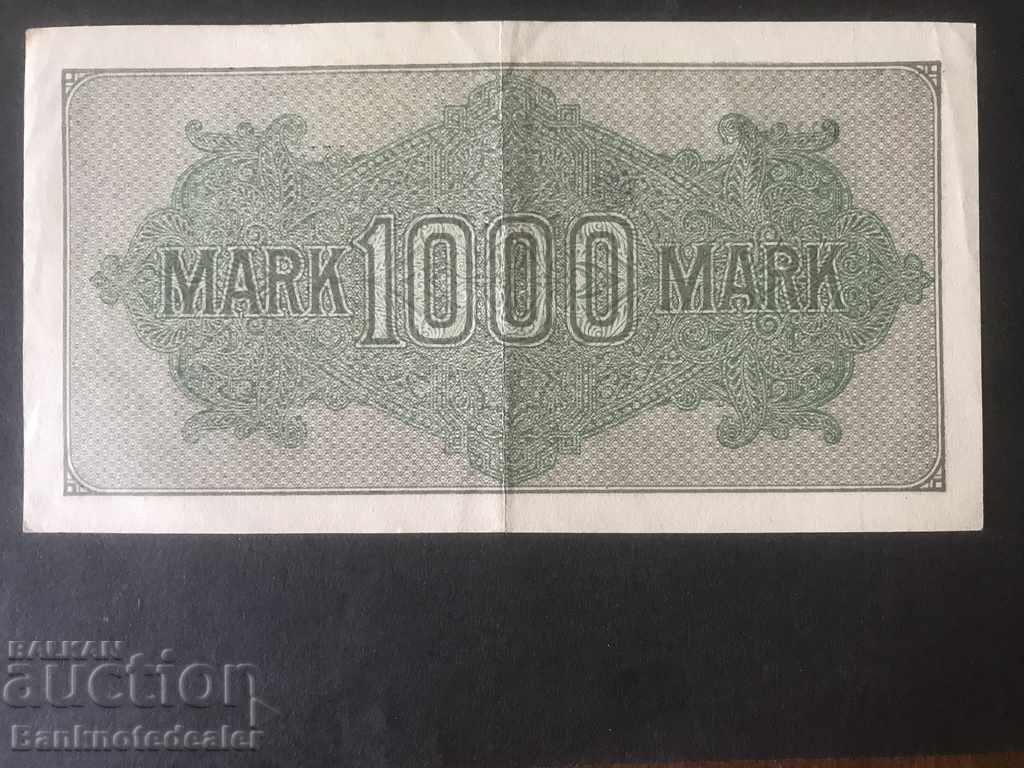 MARK 1000 MARK
BALKAN
auction
Banknotedealer